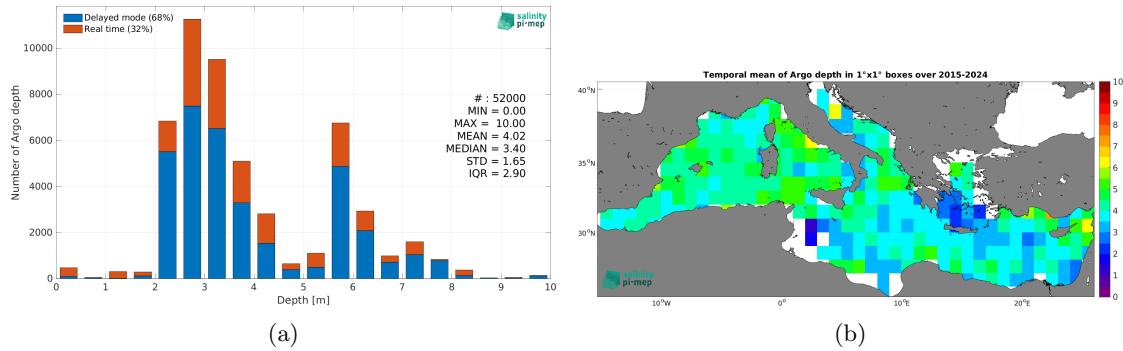 Delayed mode (68%)
Real time (32%)
salinity
pi-mep
10000
8000
6000
4000
2000
0
Number of Argo depth
# : 52000
MIN = 0.00
MAX = 10.00
MEAN = 4.02
MEDIAN = 3.40
STD = 1.65
IQR = 2.90
0 1 2 3 4 5 6 7 8 9 10
Depth [m]
(a)
Temporal mean of Argo depth in 1°x1° boxes over 2015-2024
40°N
35°N
30°N
10°W 0° 10°E 20°E
salinity
pi-mep
10
9
8
7
6
5
4
3
2
1
0
(b)